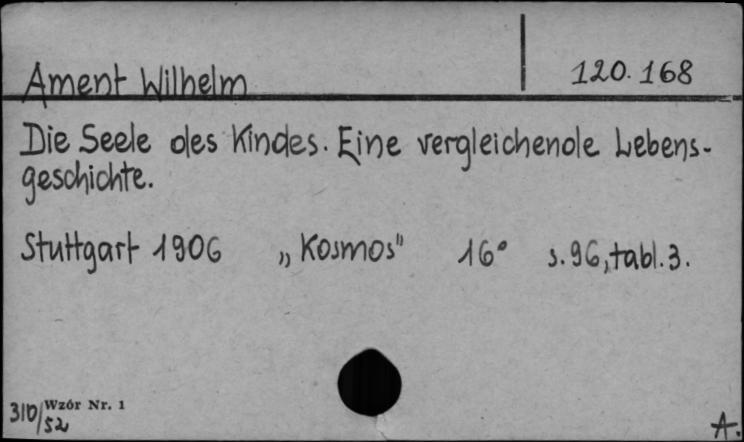 Ament Wilhelm
120.168
Die Seele des Kindes. Eine vergleichende Lebens-
geschichte.
Stuttgart 1906 „Kosmos" 16° s.96, tabl.3.
310/52 Wzór Nr. 1
A.